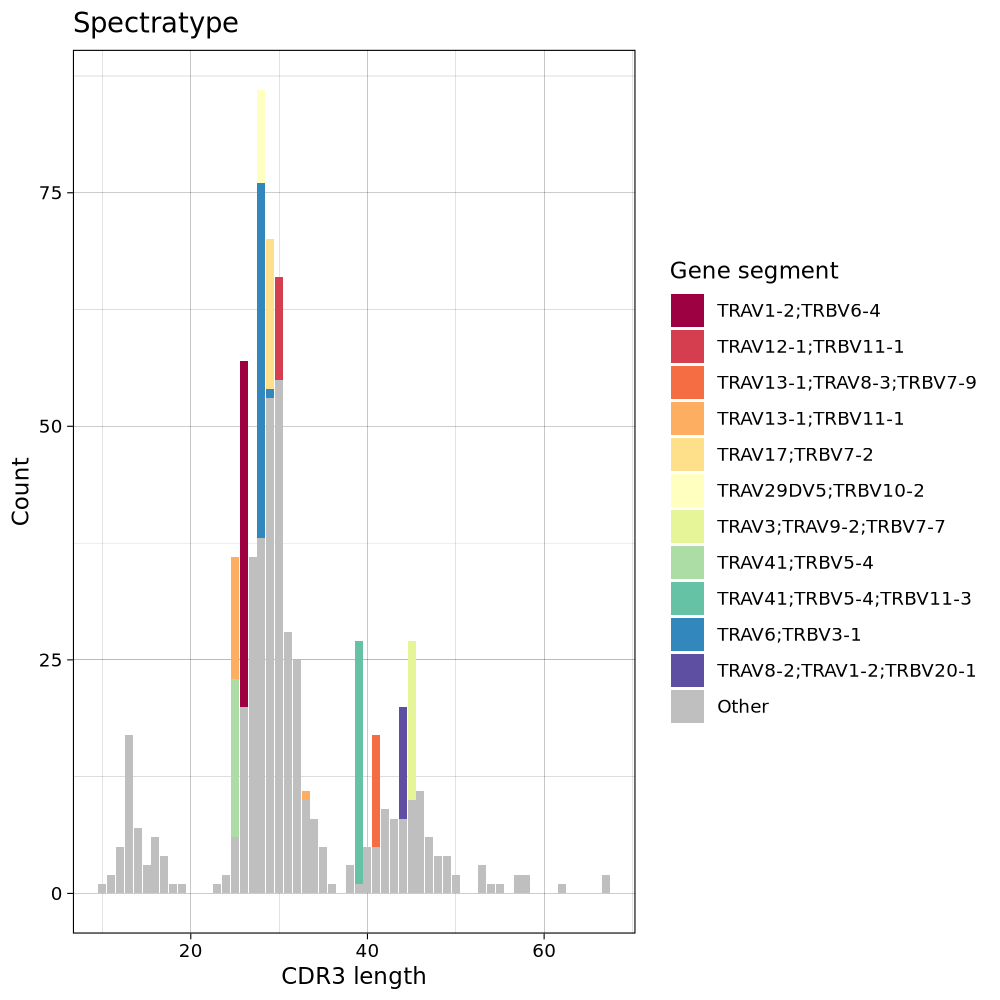 Spectratype
75
50
25
0
Count
20
40
60
CDR3 length
Gene segment
TRAV1-2;TRBV6-4
TRAV12-1;TRBV11-1
TRAV13-1;TRAV8-3;TRBV7-9
TRAV13-1;TRBV11-1
TRAV17;TRBV7-2
TRAV29DV5;TRBV10-2
TRAV3;TRAV9-2;TRBV7-7
TRAV41;TRBV5-4
TRAV41;TRBV5-4;TRBV11-3
TRAV6;TRBV3-1
TRAV8-2;TRAV1-2;TRBV20-1
Other